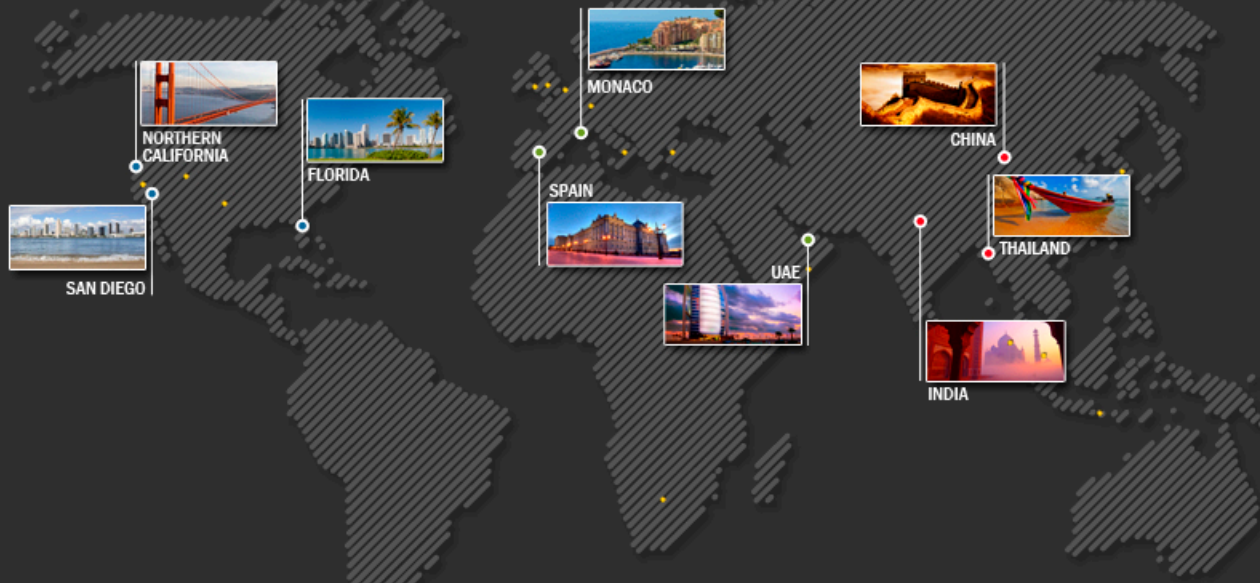 MONACO
NORTHERN
CALIFORNIA
CHINA
FLORIDA
SPAIN
THAILAND
UAE
SAN DIEGO
INDIA